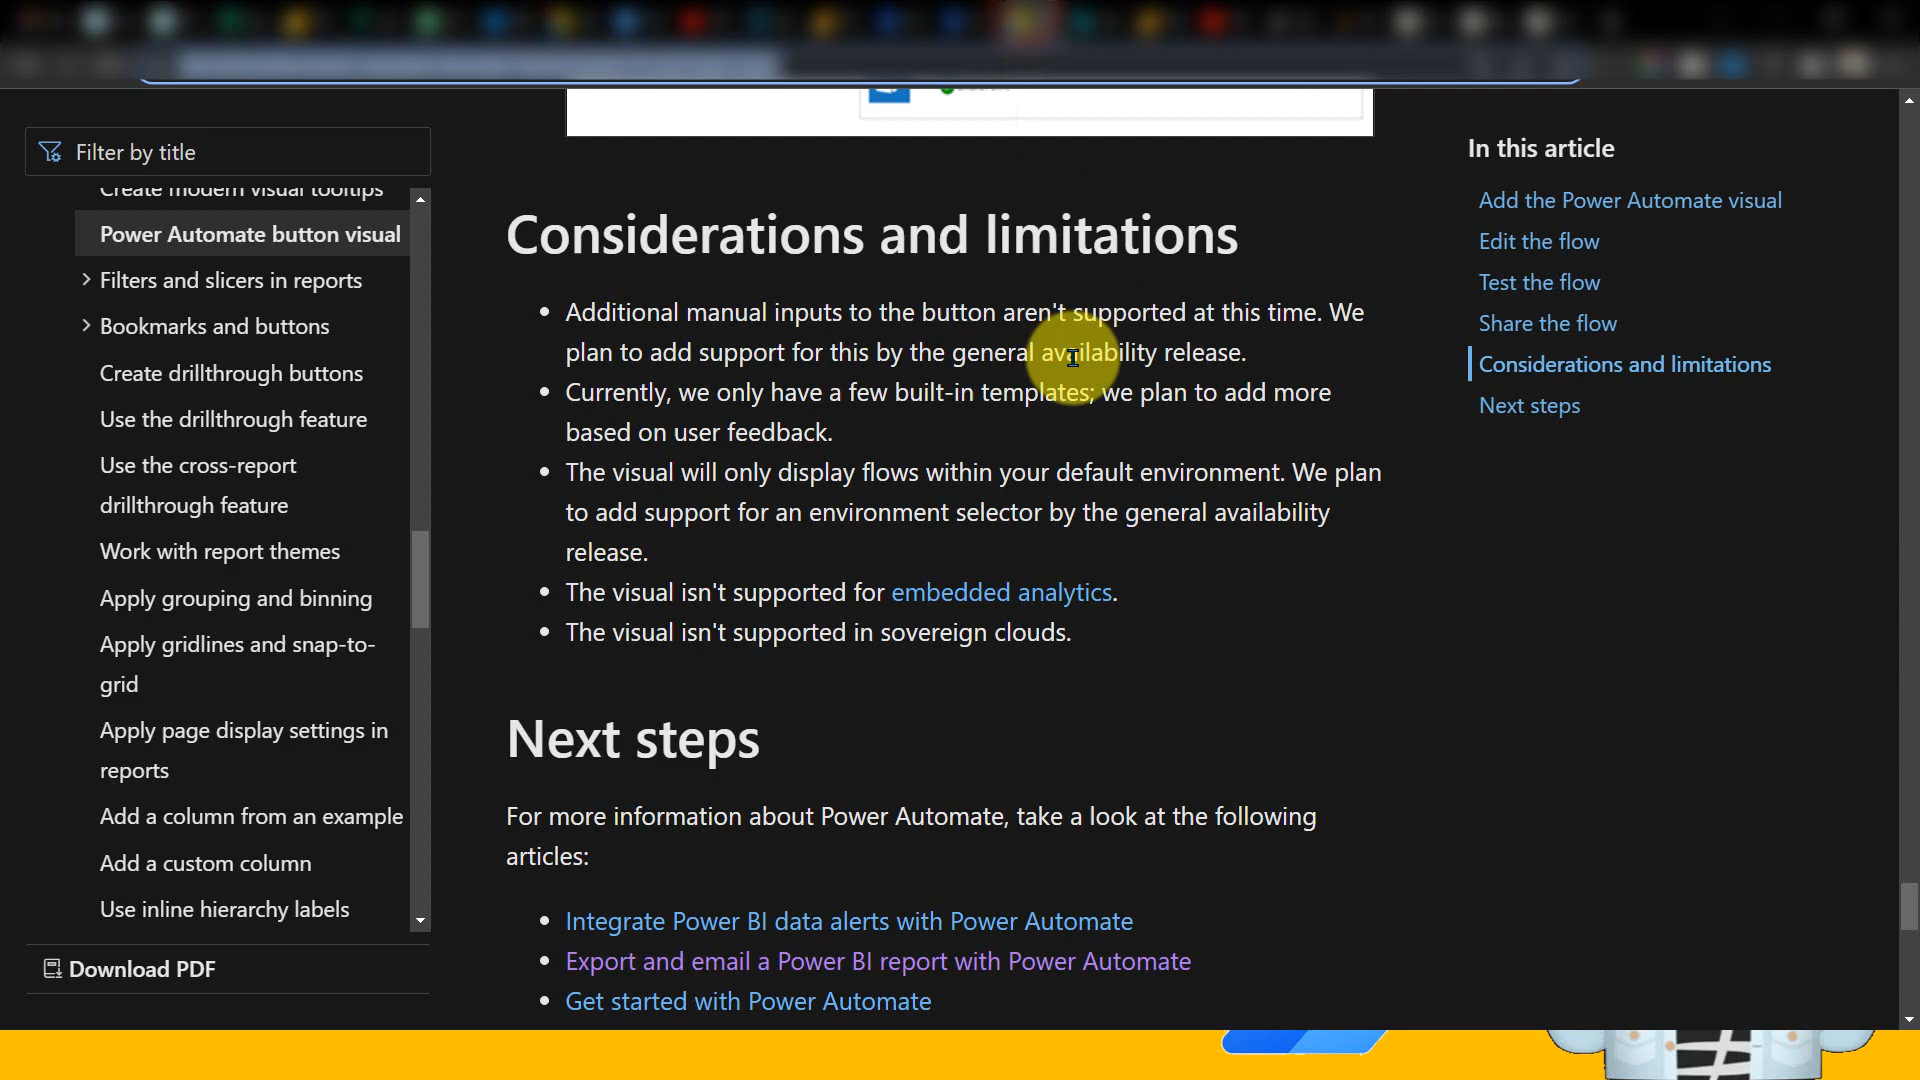 Filter by title
Create modern visual tooltips
Power Automate button visual
Filters and slicers in reports
Bookmarks and buttons
Create drillthrough buttons
Use the drillthrough feature
Use the cross-report
drillthrough feature
Work with report themes
Apply grouping and binning
Apply gridlines and snap-to-
grid
Apply page display settings in
reports
Add a column from an example
Add a custom column
Use inline hierarchy labels
Download PDF
Considerations and limitations
• Additional manual inputs to the button aren't supported at this time. We
plan to add support for this by the general availability release.
• Currently, we only have a few built-in templates; we plan to add more
based on user feedback.
• The visual will only display flows within your default environment. We plan
to add support for an environment selector by the general availability
release.
• The visual isn't supported for embedded analytics.
• The visual isn't supported in sovereign clouds.
Next steps
For more information about Power Automate, take a look at the following
articles:
• Integrate Power BI data alerts with Power Automate
• Export and email a Power BI report with Power Automate
• Get started with Power Automate
In this article
Add the Power Automate visual
Edit the flow
Test the flow
Share the flow
Considerations and limitations
Next steps